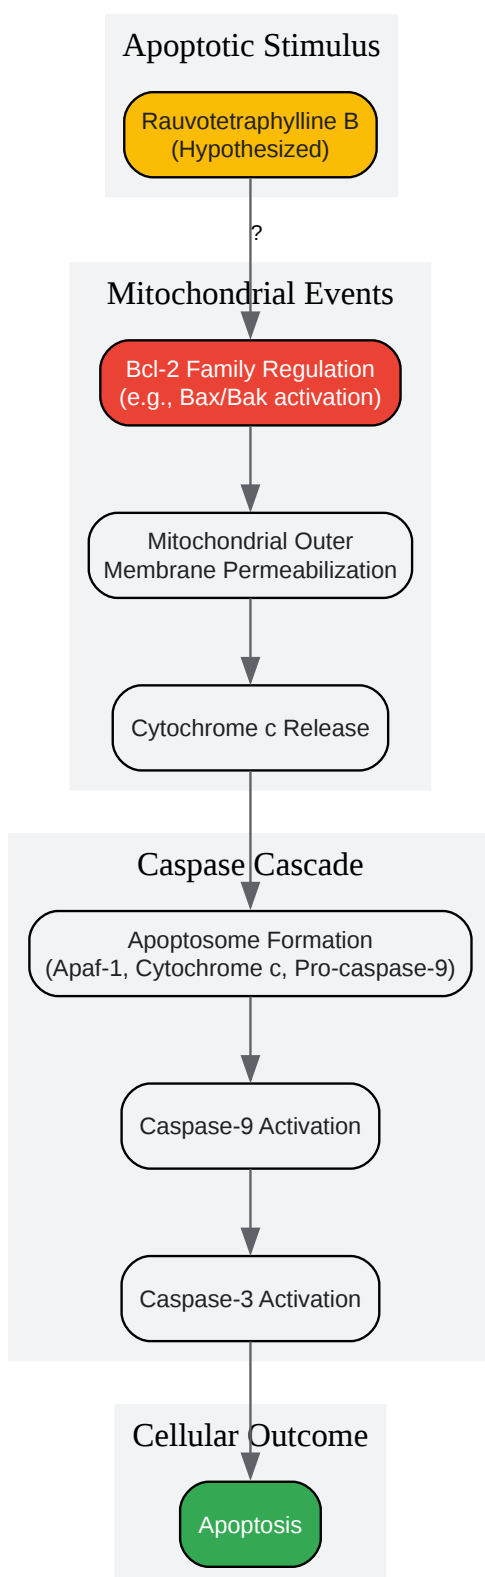 Apoptotic Stimulus
Rauvotetraphylline B
(Hypothesized)
?
Mitochondrial Events
Bcl-2 Family Regulation
(e.g., Bax/Bak activation)
Mitochondrial Outer
Membrane Permeabilization
Cytochrome c Release
Caspase Cascade
Apoptosome Formation
(Apaf-1, Cytochrome c, Pro-caspase-9)
Caspase-9 Activation
Caspase-3 Activation
Cellular Outcome
Apoptosis